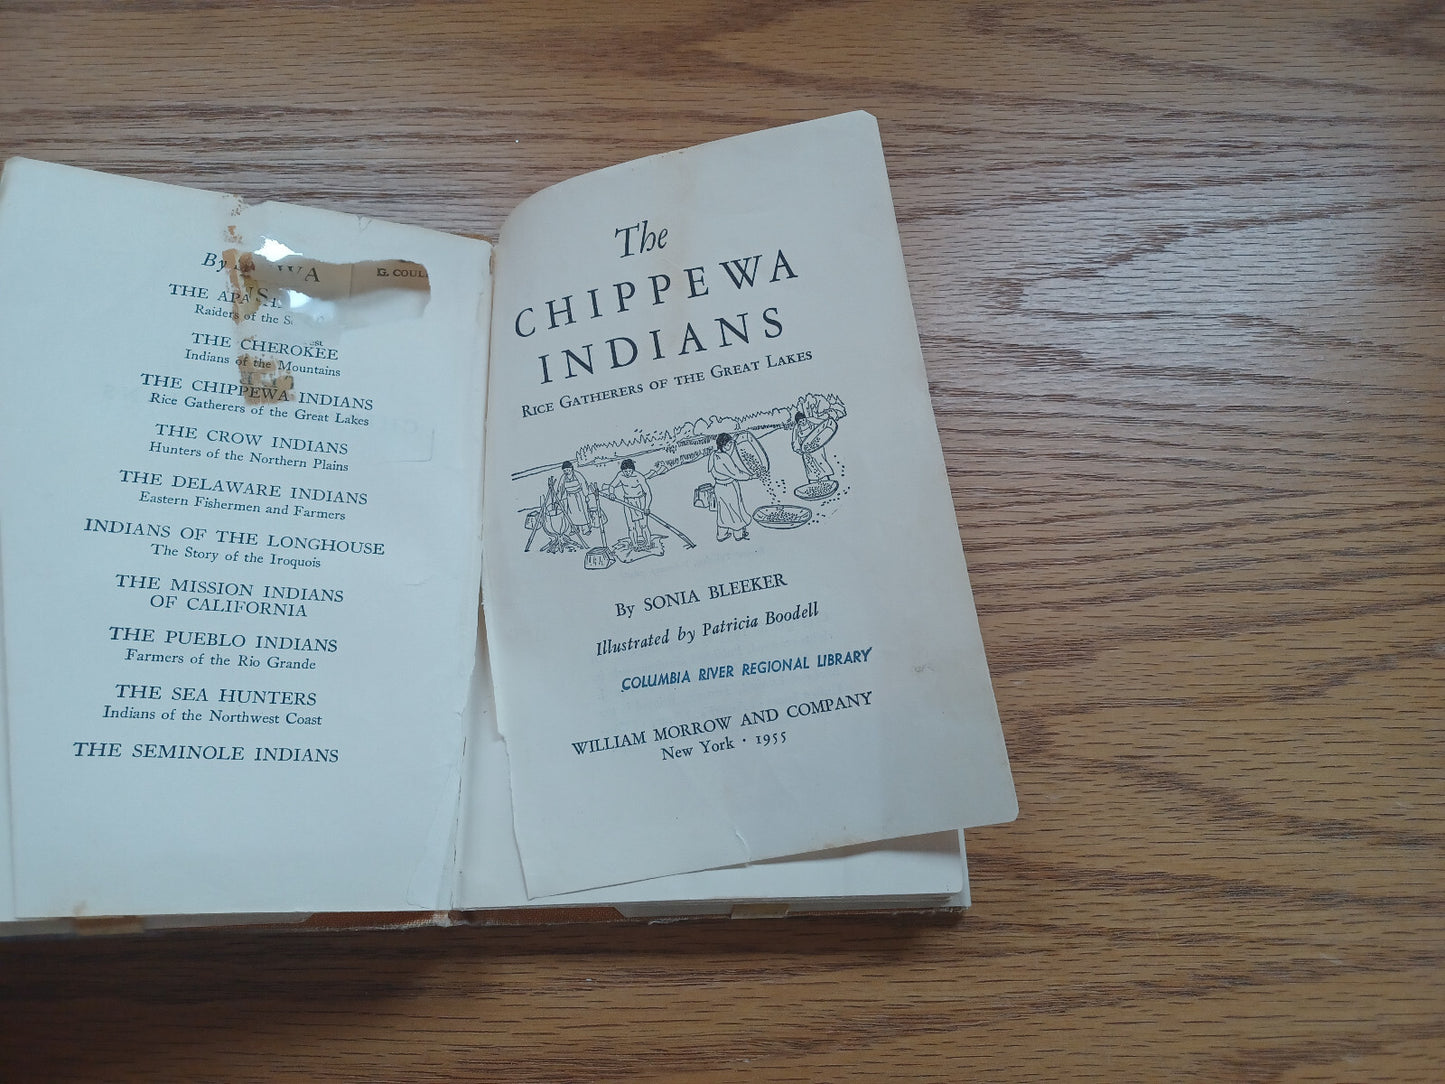 By
WA
G. COUL
THE APA
Raiders of the S
est
THE CHEROKEE
Indians of the Mountains
THE CHIPPEWA INDIANS
Rice Gatherers of the Great Lakes
THE CROW INDIANS
Hunters of the Northern Plains
THE DELAWARE INDIANS
Eastern Fishermen and Farmers
INDIANS OF THE LONGHOUSE
The Story of the Iroquois
THE MISSION INDIANS
OF CALIFORNIA
THE PUEBLO INDIANS
Farmers of the Rio Grande
THE SEA HUNTERS
Indians of the Northwest Coast
THE SEMINOLE INDIANS
The
CHIPPEWA
INDIANS
RICE GATHERERS OF THE GREAT LAKES
By SONIA BLEEKER
Illustrated by Patricia Boodell
COLUMBIA RIVER REGIONAL LIBRARY
WILLIAM MORROW AND COMPANY
New York · 1955